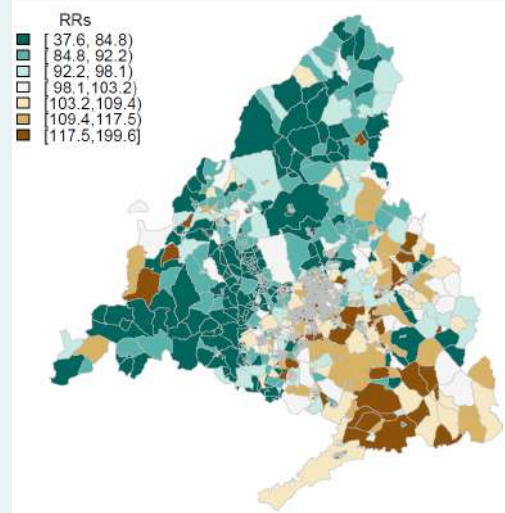 RRs
[ 37.6, 84.8)
[ 84.8, 92.2)
[ 92.2, 98.1)
[ 98.1,103.2)
[103.2,109.4)
[109.4,117.5)
[117.5,199.6]